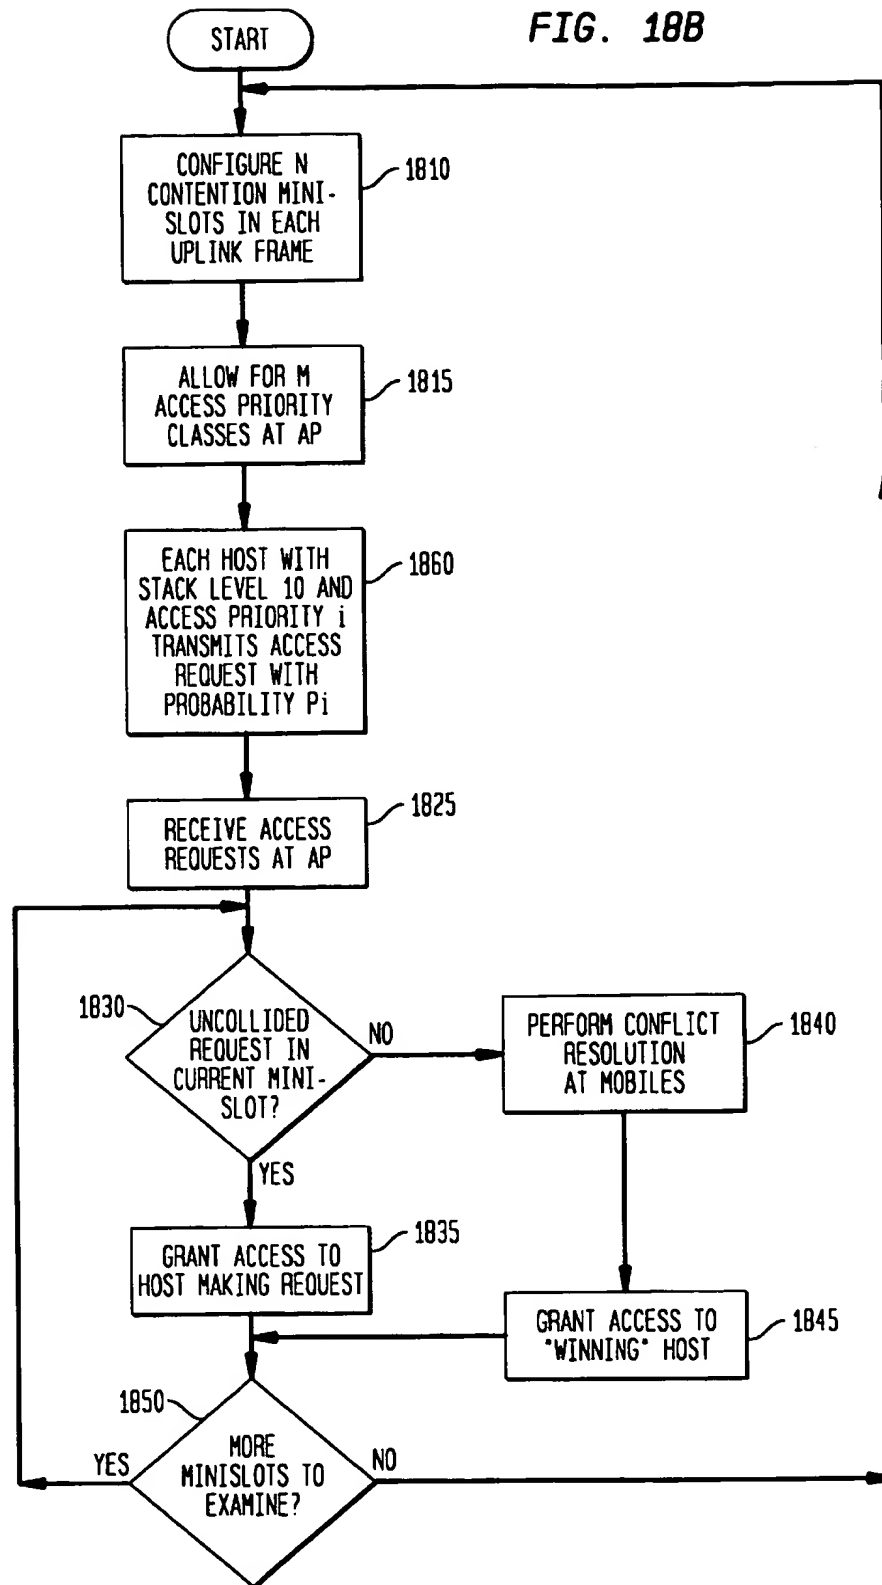 FIG. 18B
START
CONFIGURE N
CONTENTION MINI-
SLOTS IN EACH
UPLINK FRAME
1810
ALLOW FOR M
ACCESS PRIORITY
CLASSES AT AP
1815
EACH HOST WITH
STACK LEVEL 10 AND
ACCESS PRIORITY i
TRANSMITS ACCESS
REQUEST WITH
PROBABILITY Pi
1860
RECEIVE ACCESS
REQUESTS AT AP
1825
1830
UNCOLLIDED
REQUEST IN
CURRENT MINI-
SLOT?
NO
YES
PERFORM CONFLICT
RESOLUTION
AT MOBILES
1840
GRANT ACCESS TO
HOST MAKING REQUEST
1835
GRANT ACCESS TO
"WINNING" HOST
1845
1850
MORE
MINISLOTS TO
EXAMINE?
YES
NO